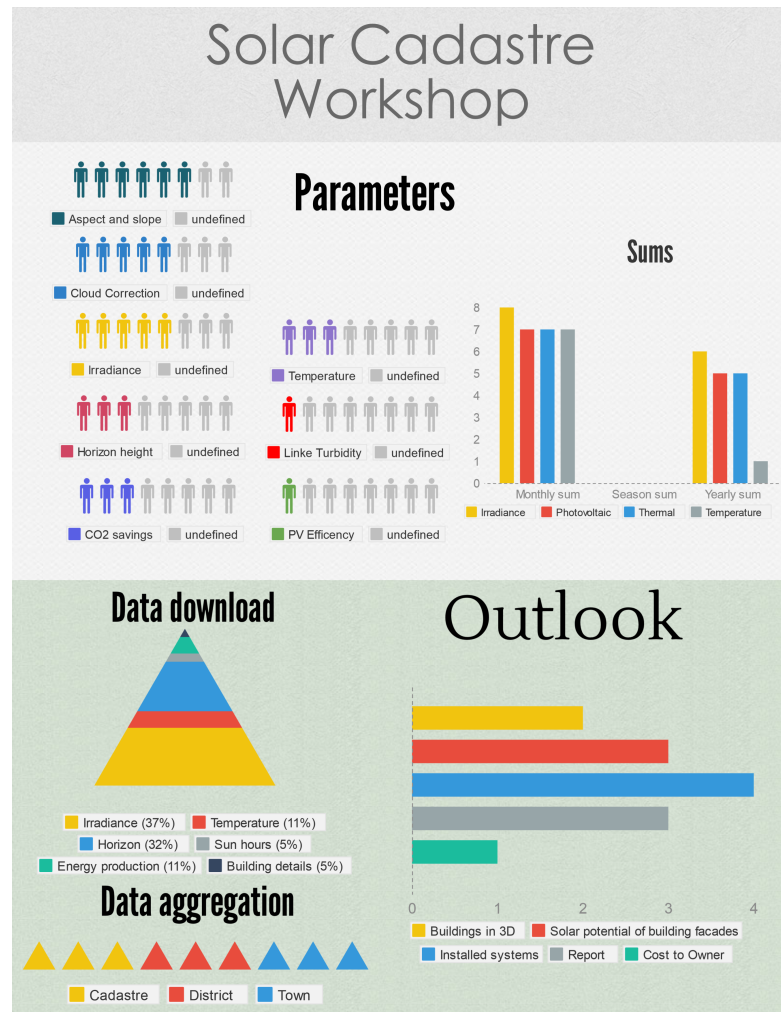 Solar Cadastre
Workshop
Parameters
Aspect and slope undefined
Cloud Correction undefined
Irradiance undefined
Horizon height undefined
CO2 savings undefined
Temperature undefined
Linke Turbidity undefined
PV Efficency undefined
Sums
8
7
6
5
4
3
2
1
0
Monthly sum Season sum Yearly sum
Irradiance Photovoltaic Thermal Temperature
Data download
Irradiance (37%) Temperature (11%)
Horizon (32%) Sun hours (5%)
Energy production (11%) Building details (5%)
Data aggregation
Cadastre District Town
Outlook
0 1 2 3 4
Buildings in 3D Solar potential of building facades
Installed systems Report Cost to Owner